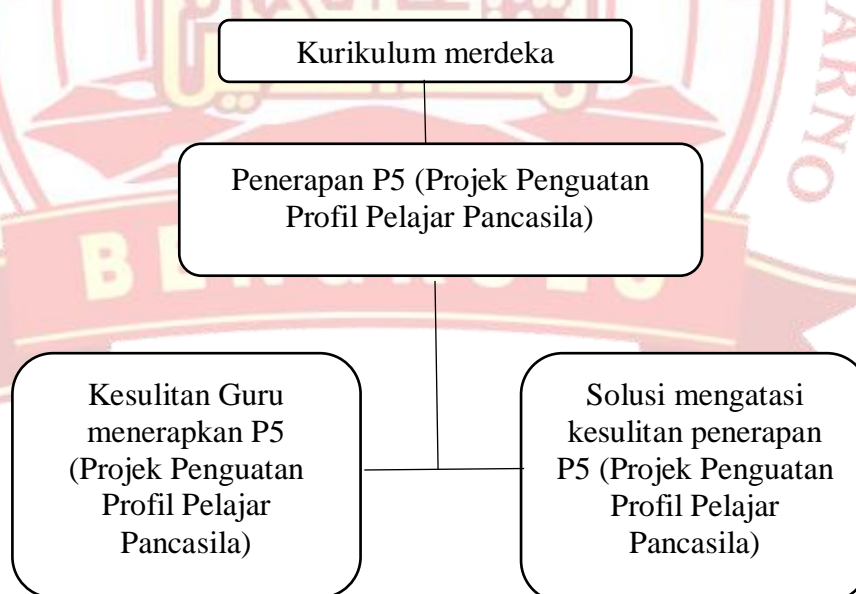 Kurikulum merdeka
Penerapan P5 (Projek Penguatan
Profil Pelajar Pancasila)
Kesulitan Guru
menerapkan P5
(Projek Penguatan
Profil Pelajar
Pancasila)
Solusi mengatasi
kesulitan penerapan
P5 (Projek Penguatan
Profil Pelajar
Pancasila)